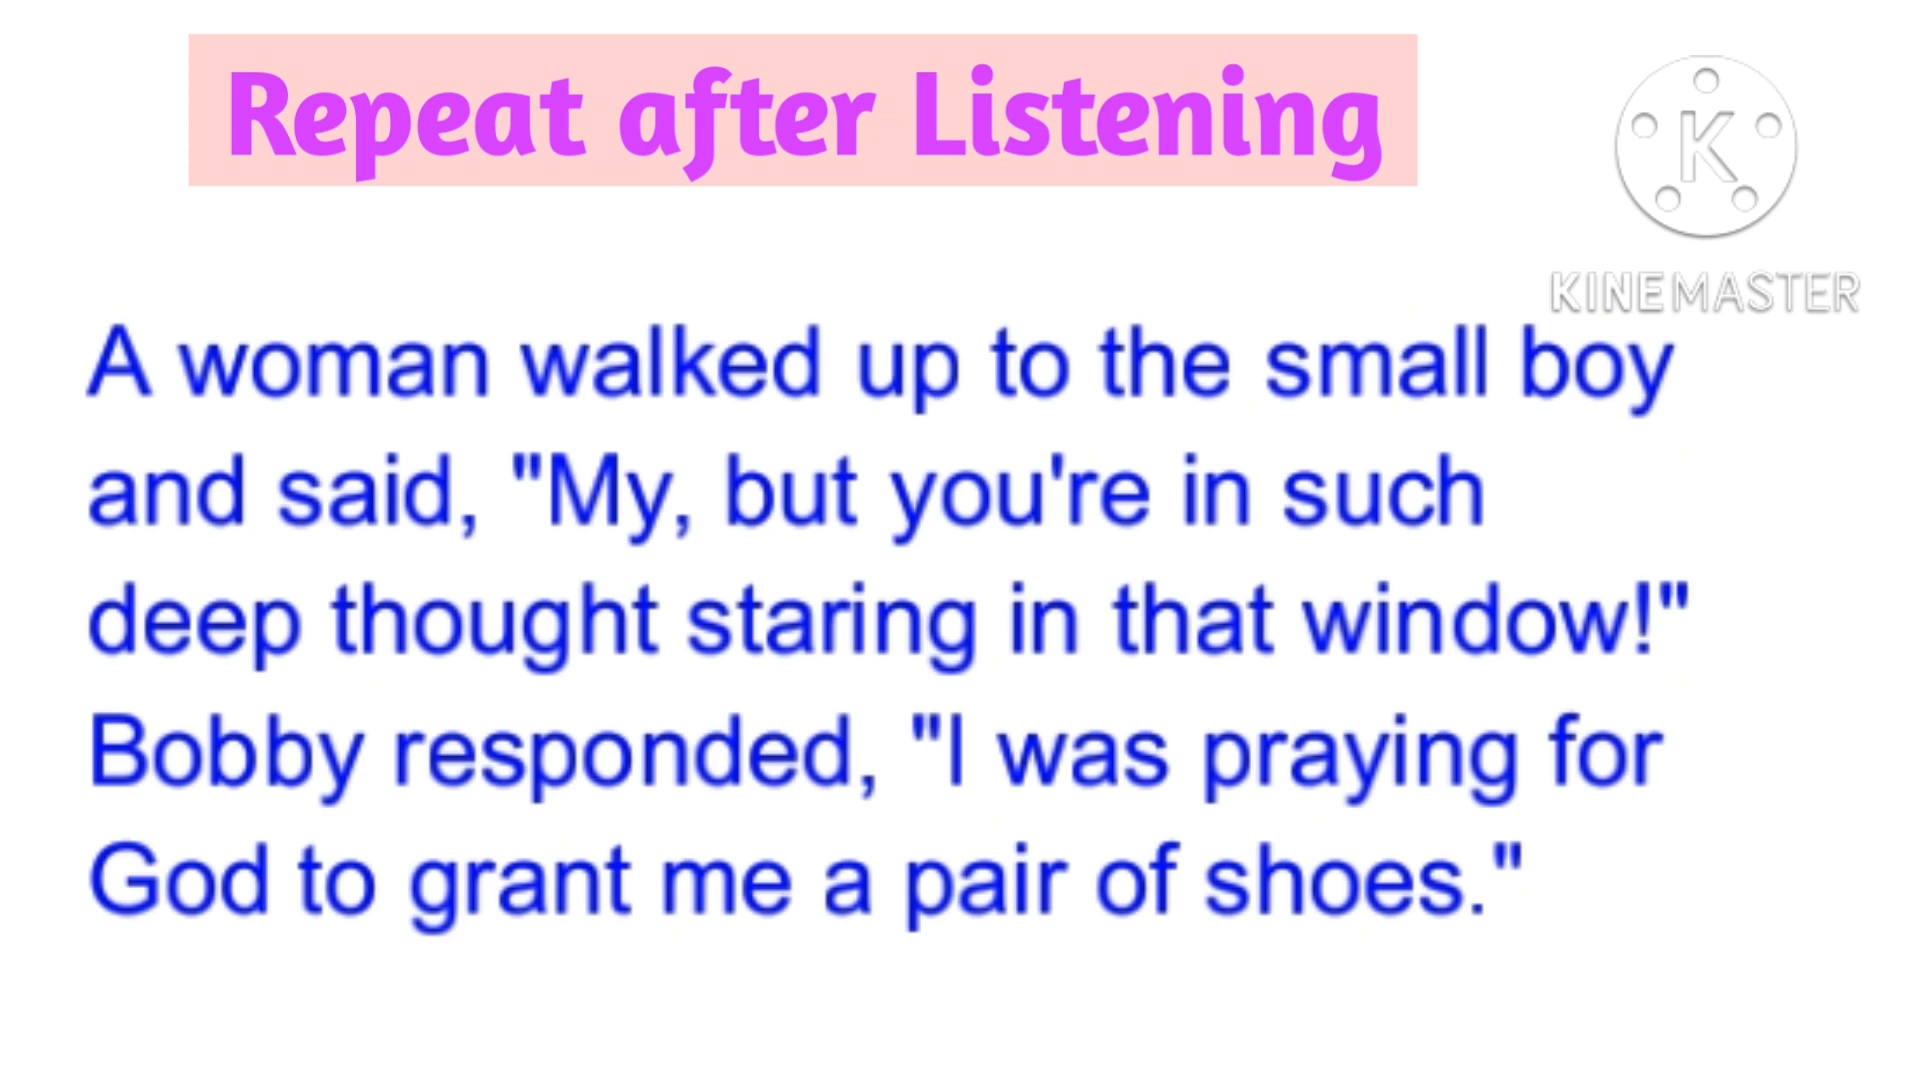 Repeat after Listening
K
KINEMASTER
A woman walked up to the small boy
and said, "My, but you're in such
deep thought staring in that window!"
Bobby responded, "I was praying for
God to grant me a pair of shoes."